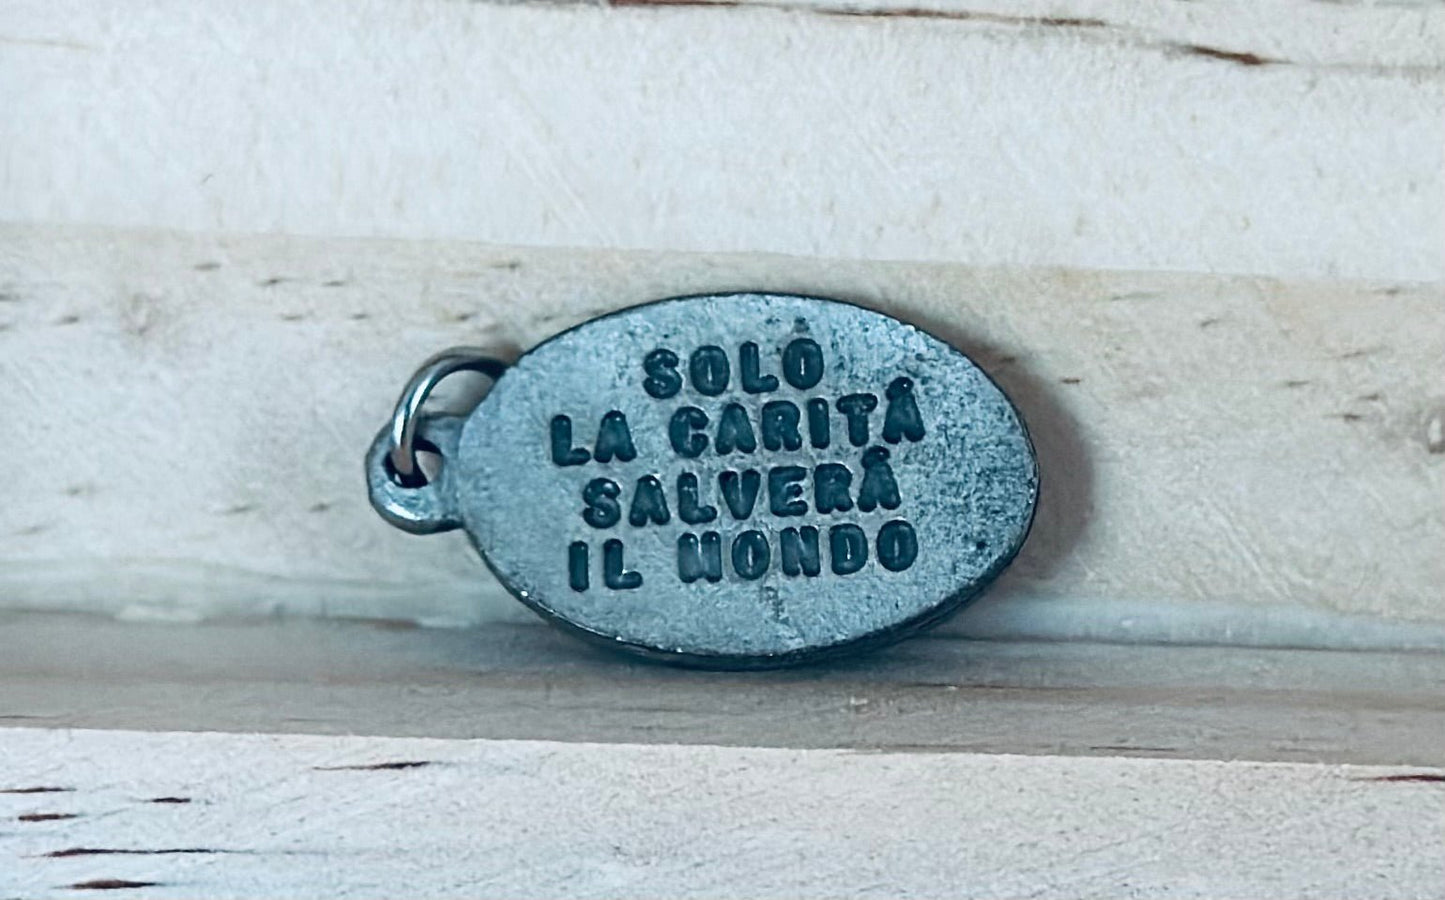 SOLO
LA CARITÀ
SALVERÀ
IL MONDO